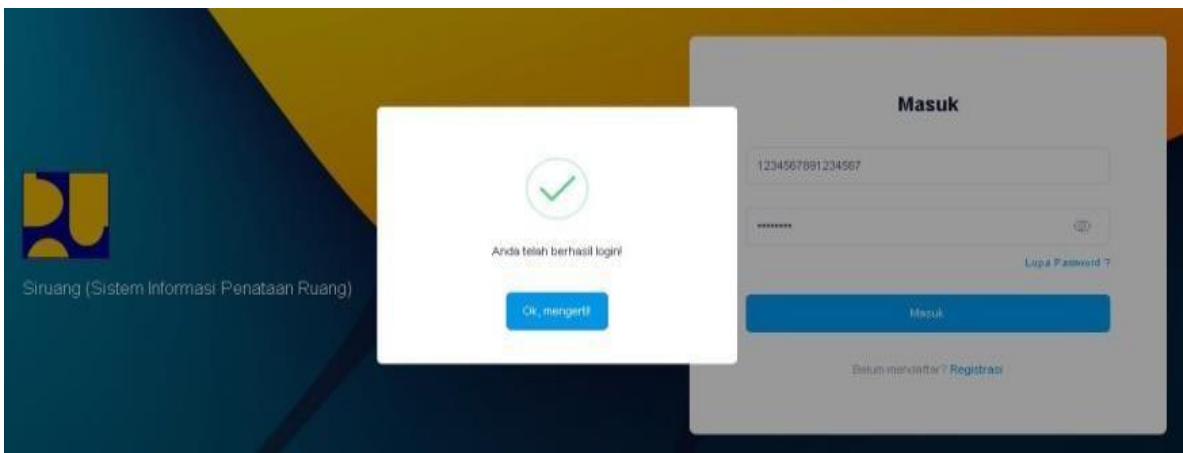 Siruang (Sistem Informasi Penataan Ruang)
Anda telah berhasil login!
Ok, mengerti!
Masuk
1234567891234567
Lupa Password ?
Masuk
Belum mendaftar? Registrasi